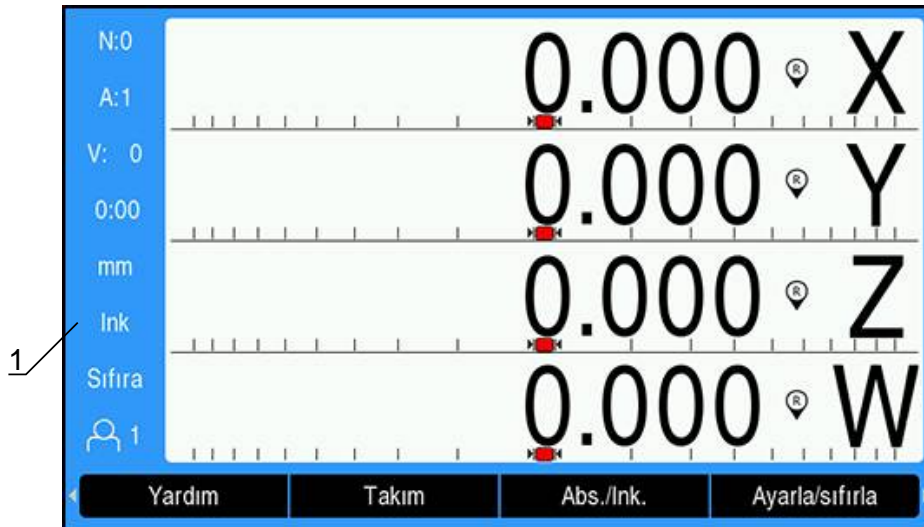 N:0
A:1
V: 0
0:00
mm
Ink
Sıfıra
1
0.000 R X
0.000 R Y
0.000 R Z
0.000 R W
Yardım Takım Abs./Ink. Ayarla/sıfırla
1